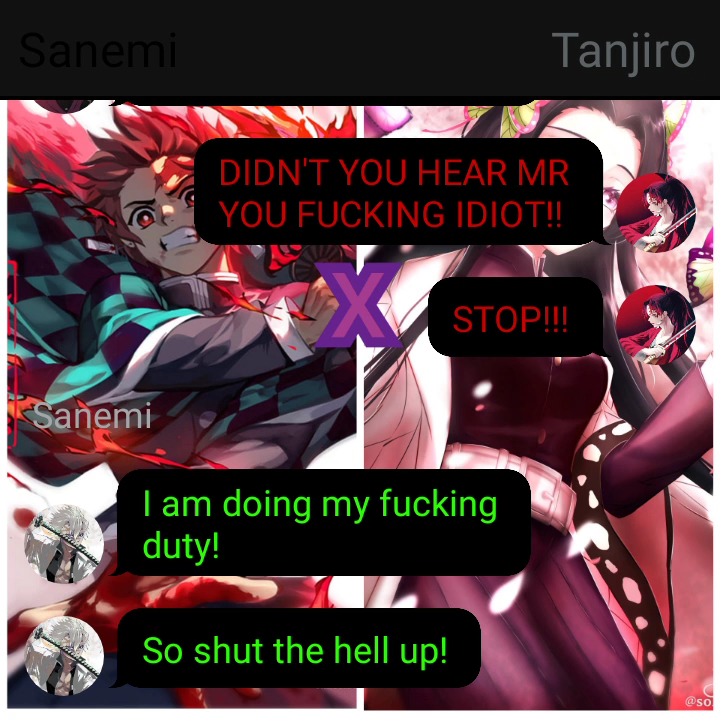 Sanemi
Tanjiro
DIDN'T YOU HEAR MR
YOU FUCKING IDIOT!!
X
STOP!!!
Sanemi
I am doing my fucking
duty!
So shut the hell up!